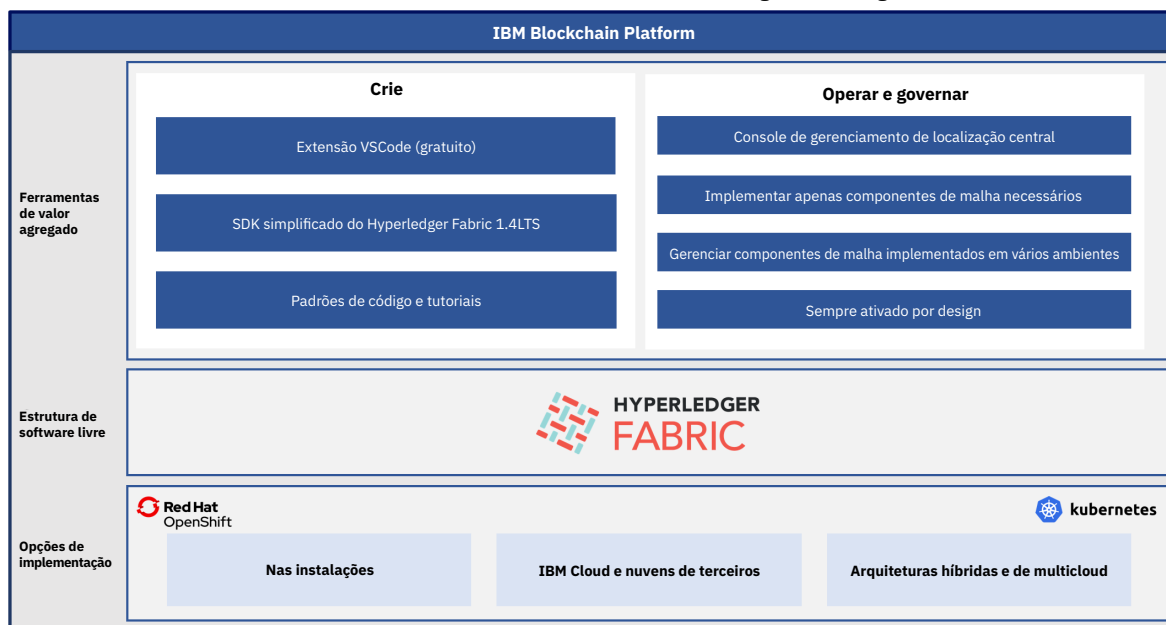 IBM Blockchain Platform
Ferramentas
de valor
agregado
Crie
Extensão VSCode (gratuito)
SDK simplificado do Hyperledger Fabric 1.4LTS
Padrões de código e tutoriais
Operar e governar
Console de gerenciamento de localização central
Implementar apenas componentes de malha necessários
Gerenciar componentes de malha implementados em vários ambientes
Sempre ativado por design
Estrutura de
software livre
HYPERLEDGER
FABRIC
Opções de
implementação
Red Hat
OpenShift
kubernetes
Nas instalações
IBM Cloud e nuvens de terceiros
Arquiteturas híbridas e de multicloud